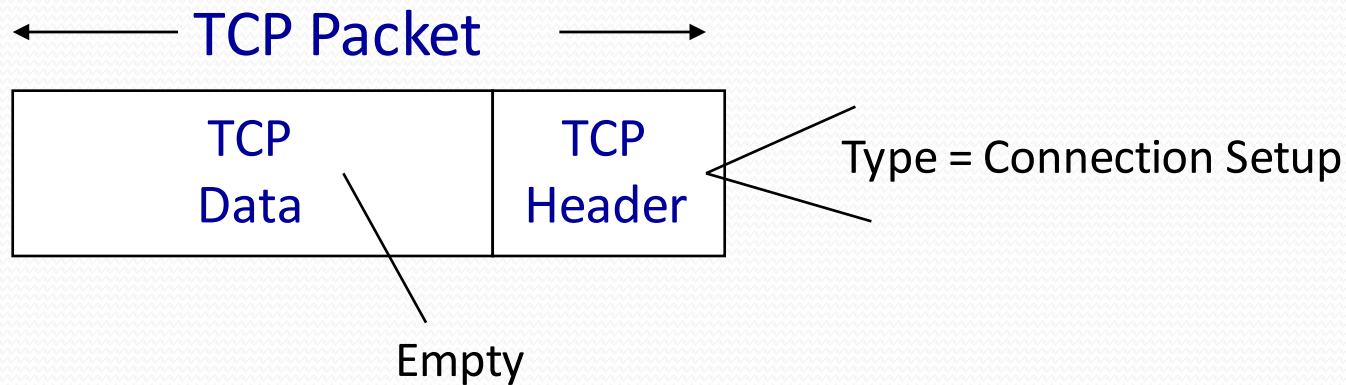 TCP Packet
TCP
Data
TCP
Header
Type = Connection Setup
Empty